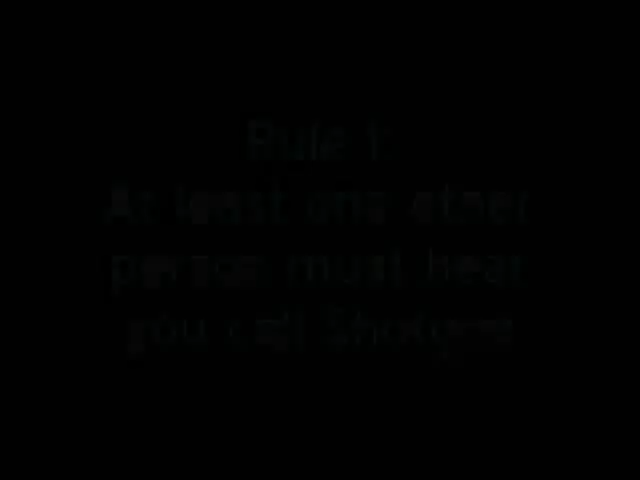 Rule 1:
At least one other
person must hear
you call Shotgun